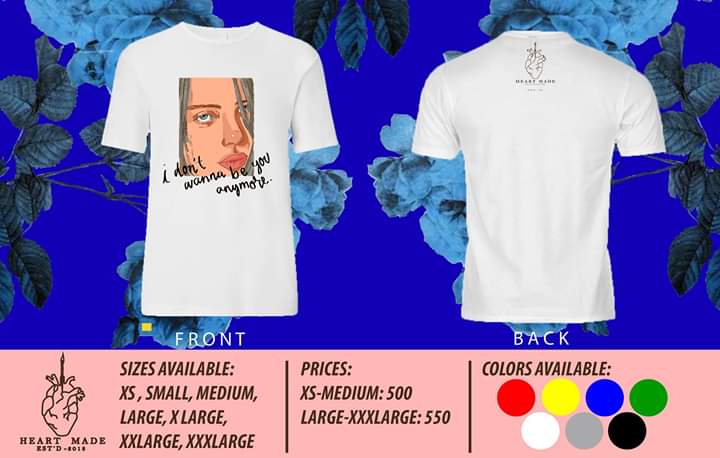 i don't
wanna be you
anymore..
HEART MADE
FRONT
BACK
HEART MADE
EST'D -2018
SIZES AVAILABLE:
XS , SMALL, MEDIUM,
LARGE, X LARGE,
XXLARGE, XXXLARGE
PRICES:
XS-MEDIUM: 500
LARGE-XXXLARGE: 550
COLORS AVAILABLE: